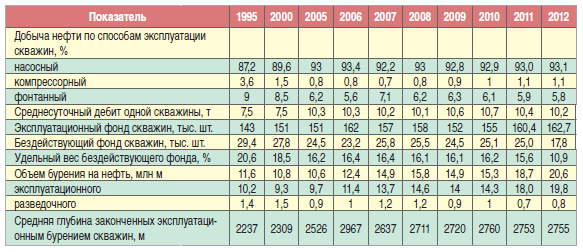 Показатель 1995 2000 2005 2966 2007 2008 2009 2010 2011 2012
Добыча нефти по способам эксплуатации
скважин, %
насосный 87,2 89,6 93 93,4 92,2 93 92,8 92,9 93,0 93,1
компрессорный 3,6 1,5 0,8 0,8 0,7 0,8 0,9 1 1,1 1,1
фонтанный 9 8,5 6,2 5,6 7,1 6,2 6,3 6,1 5,9 5,8
Среднесуточный дебит одной скважины, т 7,5 7,5 10,3 10,3 10,2 10,1 10,6 10,7 10,4 10,2
Эксплуатационный фонд скважин, тыс. шт. 143 151 151 162 157 158 152 155 160,4 162,7
Бездействующий фонд скважин, тыс. шт. 29,4 27,8 24,5 23,2 25,8 25,5 24,5 25,1 25,0 17,8
Удельный вес бездействующего фонда, % 20,6 18,5 16,2 16,4 16,4 16,1 16,1 16,2 15,6 10,9
Объем бурения на нефть, млн м 11,6 10,8 10,6 12,4 14,9 15,8 14,9 15,3 18,7 20,6
эксплуатационного 10,2 9,3 9,7 11,4 13,7 14,6 14 14,3 18,0 19,8
разведочного 1,4 1,5 0,9 1 1,2 1,2 0,9 1 0,7 0,8
Средняя глубина законченных эксплуатаци-
онным бурением скважин, м 2237 2309 2526 2967 2637 2711 2720 2760 2753 2755